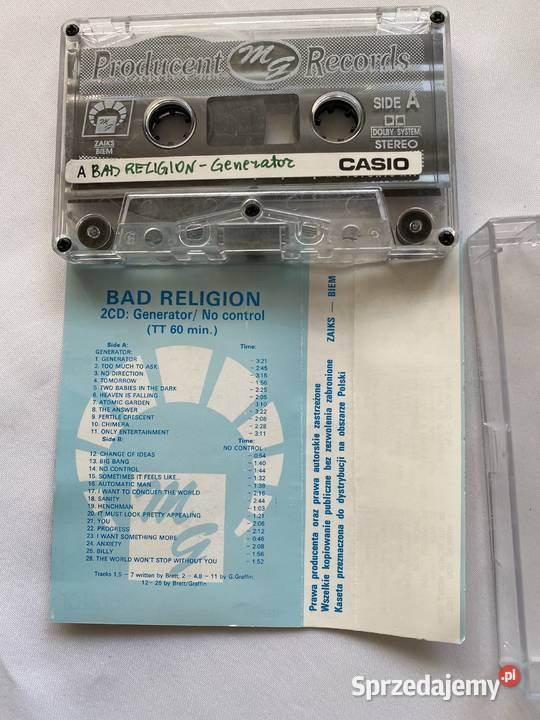 Producent MG Records
MG
ZAIKS
BIEM
SIDE A
DOLBY SYSTEM
STEREO
A BAD RELIGION - Generator CASIO
BAD RELIGION
2CD: Generator/ No control
(TT 60 min.)
Side A: Time:
GENERATOR:
1. GENERATOR - 3:21
2. TOO MUCH TO ASK - 2:45
3. NO DIRECTION - 3:16
4. TOMORROW - 1:56
5. TWO BABIES IN THE DARK - 2:25
6. HEAVEN IS FALLING - 2:05
7. ATOMIC GARDEN - 3:10
8. THE ANSWER - 3:22
9. FERTILE CRESCENT - 2:08
10. CHIMERA - 2:28
11. ONLY ENTERTAINMENT - 3:11
Side B: Time:
NO CONTROL
12. CHANGE OF IDEAS - 0:54
13. BIG BANG - 1:40
14. NO CONTROL - 1:44
15. SOMETIMES IT FEELS LIKE... - 1:32
16. AUTOMATIC MAN - 1:38
17. I WANT TO CONQUER THE WORLD - 2:16
18. SANITY - 2:44
19. HENCHMAN - 1:03
20. IT MUST LOOK PRETTY APPEALING - 1:21
21. YOU - 2:06
22. PROGRESS - 2:12
23. I WANT SOMETHING MORE - 0:46
24. ANXIETY - 2:08
25. BILLY - 1:56
26. THE WORLD WON'T STOP WITHOUT YOU - 1:52
MG
Tracks 1,5 - 7 written by Brett, 2 - 4,8 - 11 by G.Graffin,
12 - 26 by Brett/Graffin
Prawa producenta oraz prawa autorskie zastrzeżone ZAIKS — BIEM
Wszelkie kopiowanie publiczne bez zezwolenia zabronione
Kaseta przeznaczona do dystrybucji na obszarze Polski
Sprzedajemy.pl